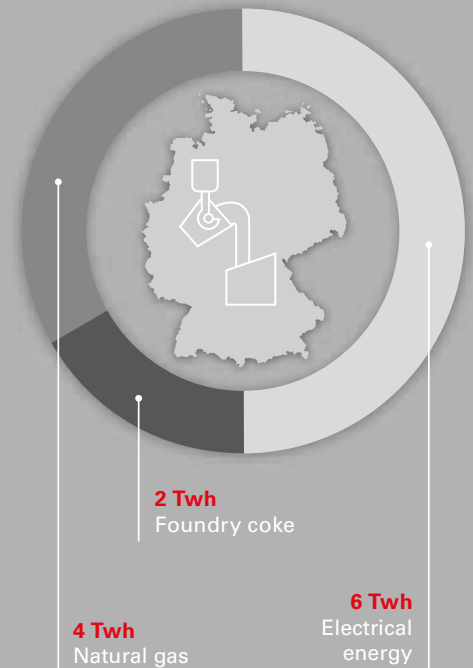 2 Twh
Foundry coke
6 Twh
Electrical
energy
4 Twh
Natural gas